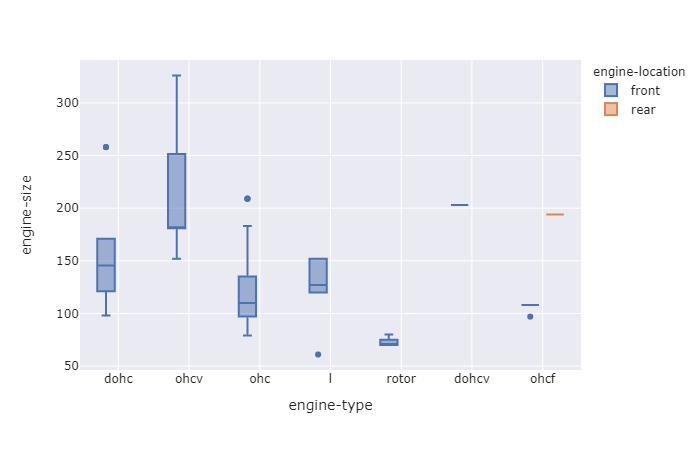 engine-location
front
rear
300
250
200
150
100
50
engine-size
dohc
ohcv
ohc
l
rotor
dohcv
ohcf
engine-type